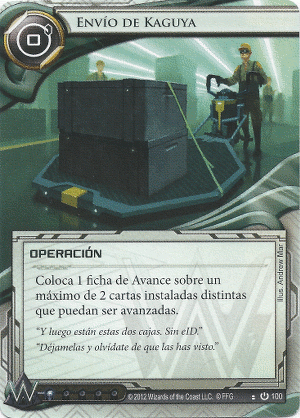 0
ENVÍO DE KAGUYA
OPERACIÓN
Coloca 1 ficha de Avance sobre un
máximo de 2 cartas instaladas distintas
que puedan ser avanzadas.
"Y luego están estas dos cajas. Sin eID."
"Déjamelas y olvídate de que las has visto."
Ilus. Andrew Mar
© 2012 Wizards of the Coast LLC. © FFG
100